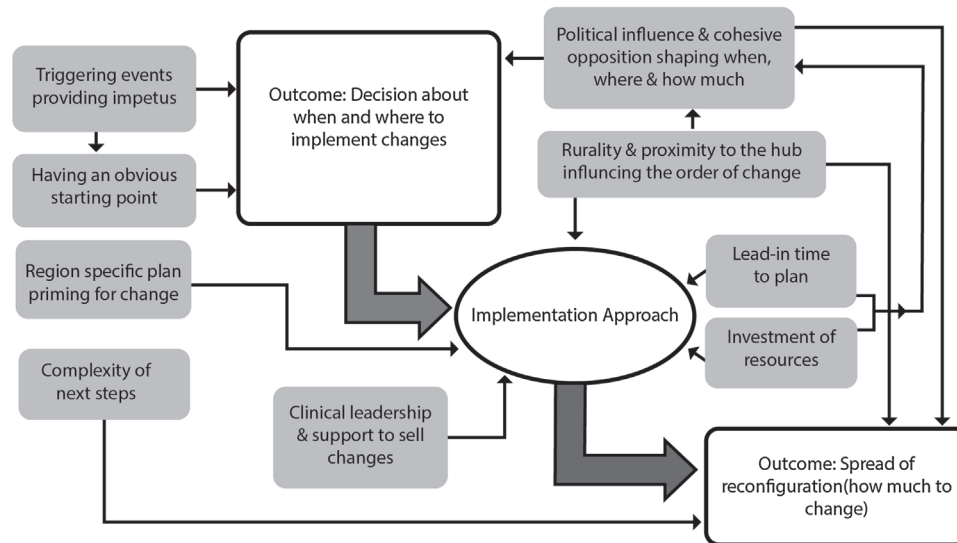 Triggering events
providing impetus
Having an obvious
starting point
Region specific plan
priming for change
Complexity of
next steps
Outcome: Decision about
when and where to
implement changes
Political influence & cohesive
opposition shaping when,
where & how much
Rurality & proximity to the hub
influncing the order of change
Lead-in time
to plan
Implementation Approach
Investment of
resources
Clinical leadership
& support to sell
changes
Outcome: Spread of
reconfiguration(how much to
change)